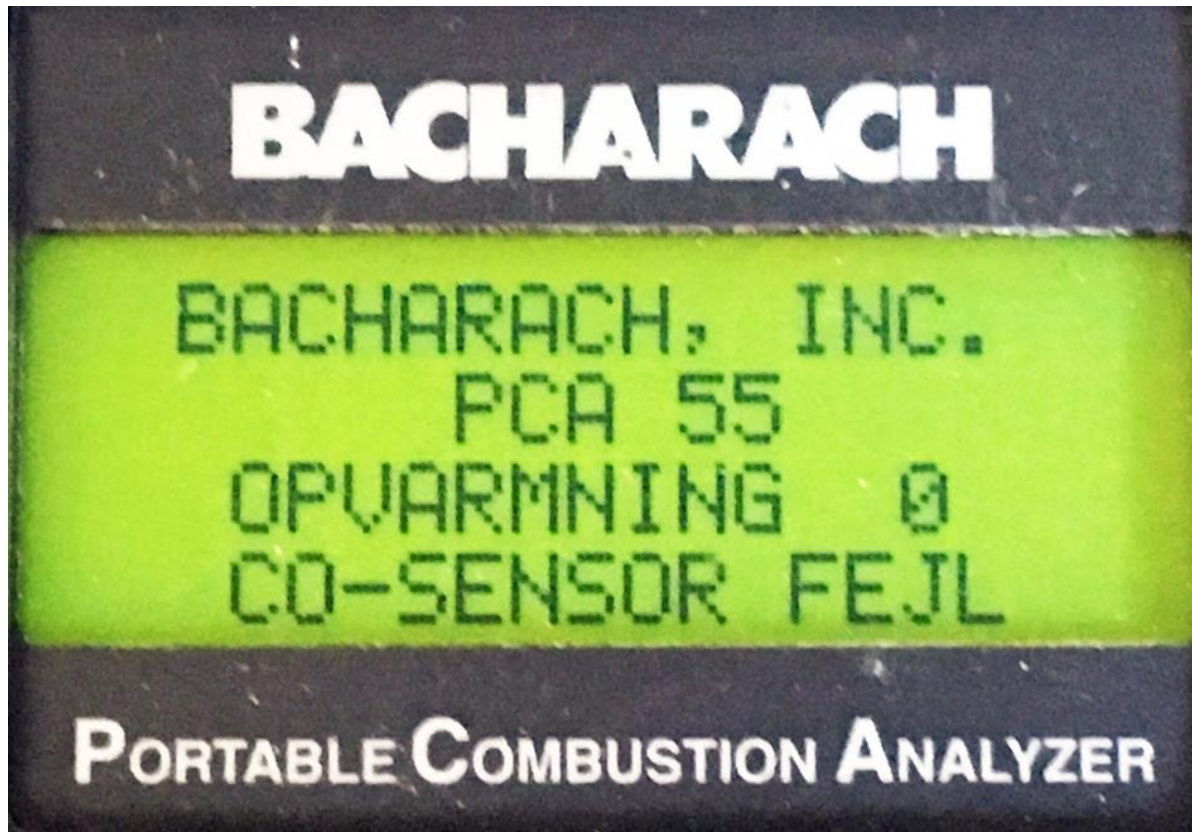 BACHARACH
BACHARACH, INC.
PCA 55
OPVARMNING 0
CO-SENSOR FEJL
PORTABLE COMBUSTION ANALYZER